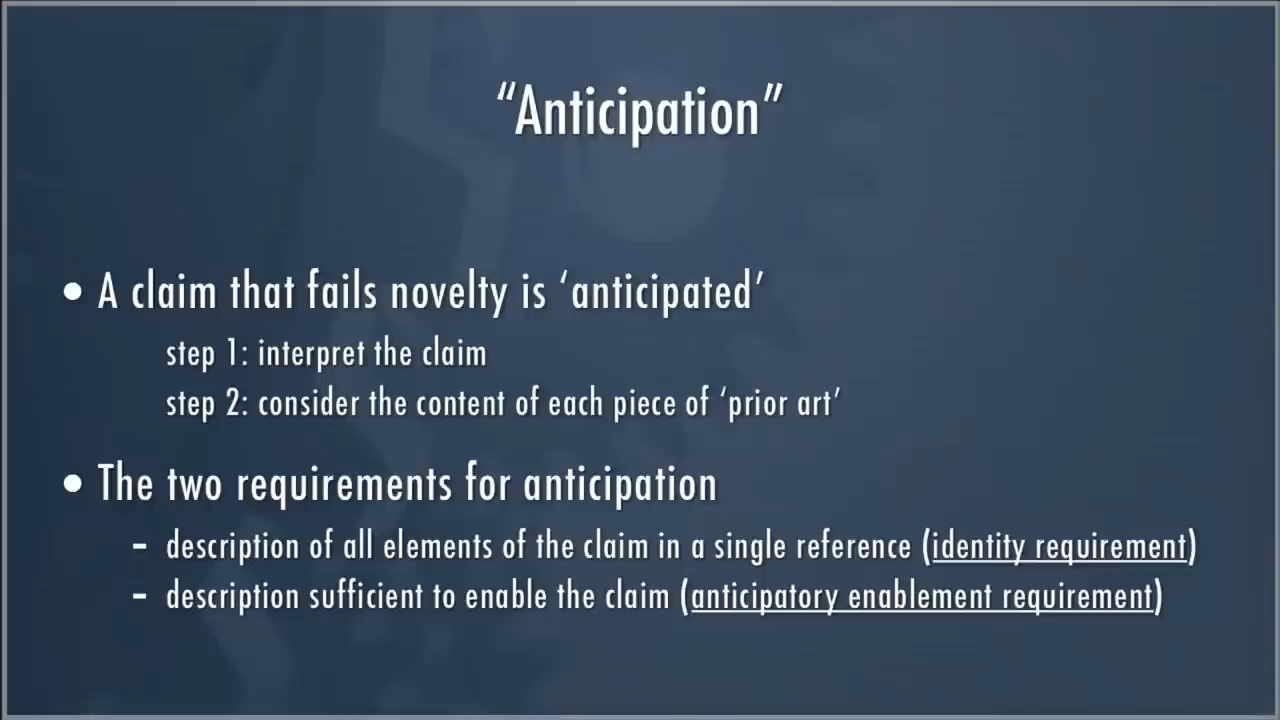 “Anticipation”
• A claim that fails novelty is ‘anticipated’
step 1: interpret the claim
step 2: consider the content of each piece of ‘prior art’
• The two requirements for anticipation
– description of all elements of the claim in a single reference (identity requirement)
– description sufficient to enable the claim (anticipatory enablement requirement)